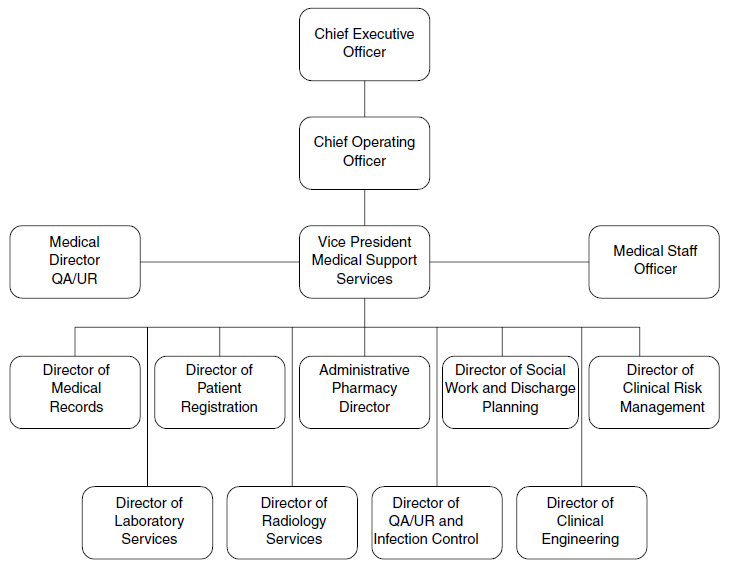 Chief Executive
Officer
Chief Operating
Officer
Medical
Director
QA/UR
Vice President
Medical Support
Services
Medical Staff
Officer
Director of
Medical
Records
Director of
Patient
Registration
Administrative
Pharmacy
Director
Director of Social
Work and Discharge
Planning
Director of
Clinical Risk
Management
Director of
Laboratory
Services
Director of
Radiology
Services
Director of
QA/UR and
Infection Control
Director of
Clinical
Engineering